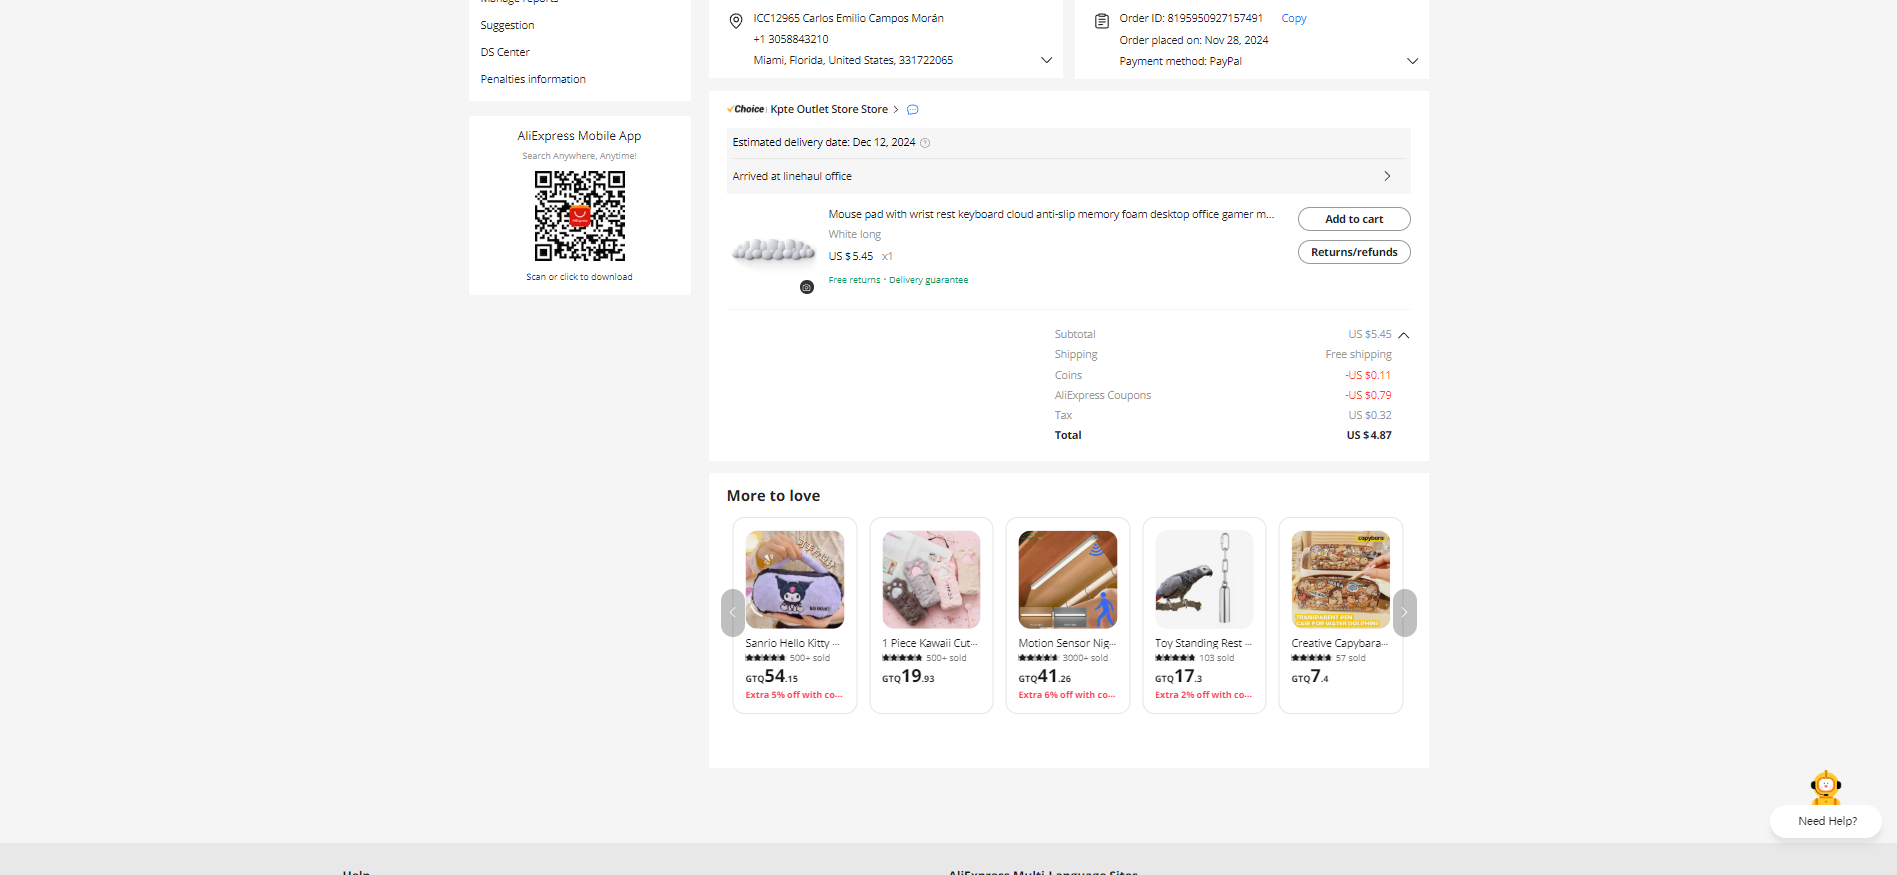 Suggestion
DS Center
Penalties information
AliExpress Mobile App
Search Anywhere, Anytime!
AliExpress
Scan or click to download
ICC12965 Carlos Emilio Campos Morán
+1 3058843210
Miami, Florida, United States, 331722065
Order ID: 8195950927157491 Copy
Order placed on: Nov 28, 2024
Payment method: PayPal
Choice Kpte Outlet Store Store
Estimated delivery date: Dec 12, 2024
Arrived at linehaul office
Mouse pad with wrist rest keyboard cloud anti-slip memory foam desktop office gamer m...
White long
US $5.45 x1
Free returns · Delivery guarantee
Add to cart
Returns/refunds
Subtotal US $5.45
Shipping Free shipping
Coins -US $0.11
AliExpress Coupons -US $0.79
Tax US $0.32
Total US $4.87
More to love
Sanrio Hello Kitty ...
500+ sold
GTQ54.15
Extra 5% off with co...
1 Piece Kawaii Cut...
500+ sold
GTQ19.93
Motion Sensor Nig...
3000+ sold
GTQ41.26
Extra 6% off with co...
Toy Standing Rest ...
103 sold
GTQ17.3
Extra 2% off with co...
capybara
TRANSPARENT PEN
CASE FOR WATER DOLPHINS
Creative Capybara...
57 sold
GTQ7.4
Need Help?
Help
AliExpress Multi-Language Sites